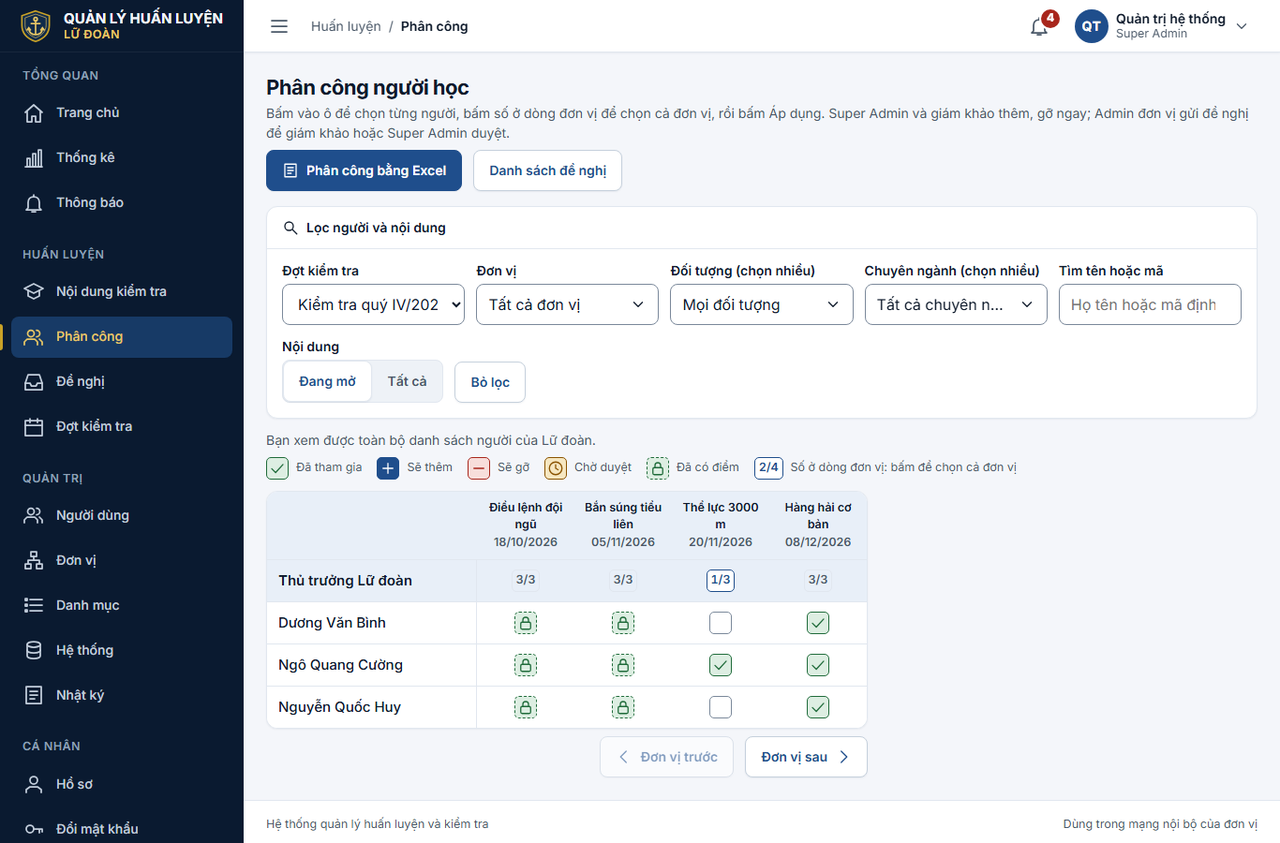 QUẢN LÝ HUẤN LUYỆN
LỮ ĐOÀN
TỔNG QUAN
Trang chủ
Thống kê
Thông báo
HUẤN LUYỆN
Nội dung kiểm tra
Phân công
Đề nghị
Đợt kiểm tra
QUẢN TRỊ
Người dùng
Đơn vị
Danh mục
Hệ thống
Nhật ký
CÁ NHÂN
Hồ sơ
Đổi mật khẩu
Huấn luyện / Phân công
4
QT
Quản trị hệ thống
Super Admin
Phân công người học
Bấm vào ô để chọn từng người, bấm số ở dòng đơn vị để chọn cả đơn vị, rồi bấm Áp dụng. Super Admin và giám khảo thêm, gỡ ngay; Admin đơn vị gửi đề nghị
để giám khảo hoặc Super Admin duyệt.
Phân công bằng Excel
Danh sách đề nghị
Lọc người và nội dung
Đợt kiểm tra
Đơn vị
Đối tượng (chọn nhiều)
Chuyên ngành (chọn nhiều)
Tìm tên hoặc mã
Kiểm tra quý IV/202
Tất cả đơn vị
Mọi đối tượng
Tất cả chuyên n...
Họ tên hoặc mã định
Nội dung
Đang mở
Tất cả
Bỏ lọc
Bạn xem được toàn bộ danh sách người của Lữ đoàn.
Đã tham gia
Sẽ thêm
Sẽ gỡ
Chờ duyệt
Đã có điểm
2/4
Số ở dòng đơn vị: bấm để chọn cả đơn vị
Điều lệnh đội
ngũ
18/10/2026
Bắn súng tiểu
liên
05/11/2026
Thể lực 3000
m
20/11/2026
Hàng hải cơ
bản
08/12/2026
Thủ trưởng Lữ đoàn
3/3
3/3
1/3
3/3
Dương Văn Bình
Ngô Quang Cường
Nguyễn Quốc Huy
Đơn vị trước
Đơn vị sau
Hệ thống quản lý huấn luyện và kiểm tra
Dùng trong mạng nội bộ của đơn vị